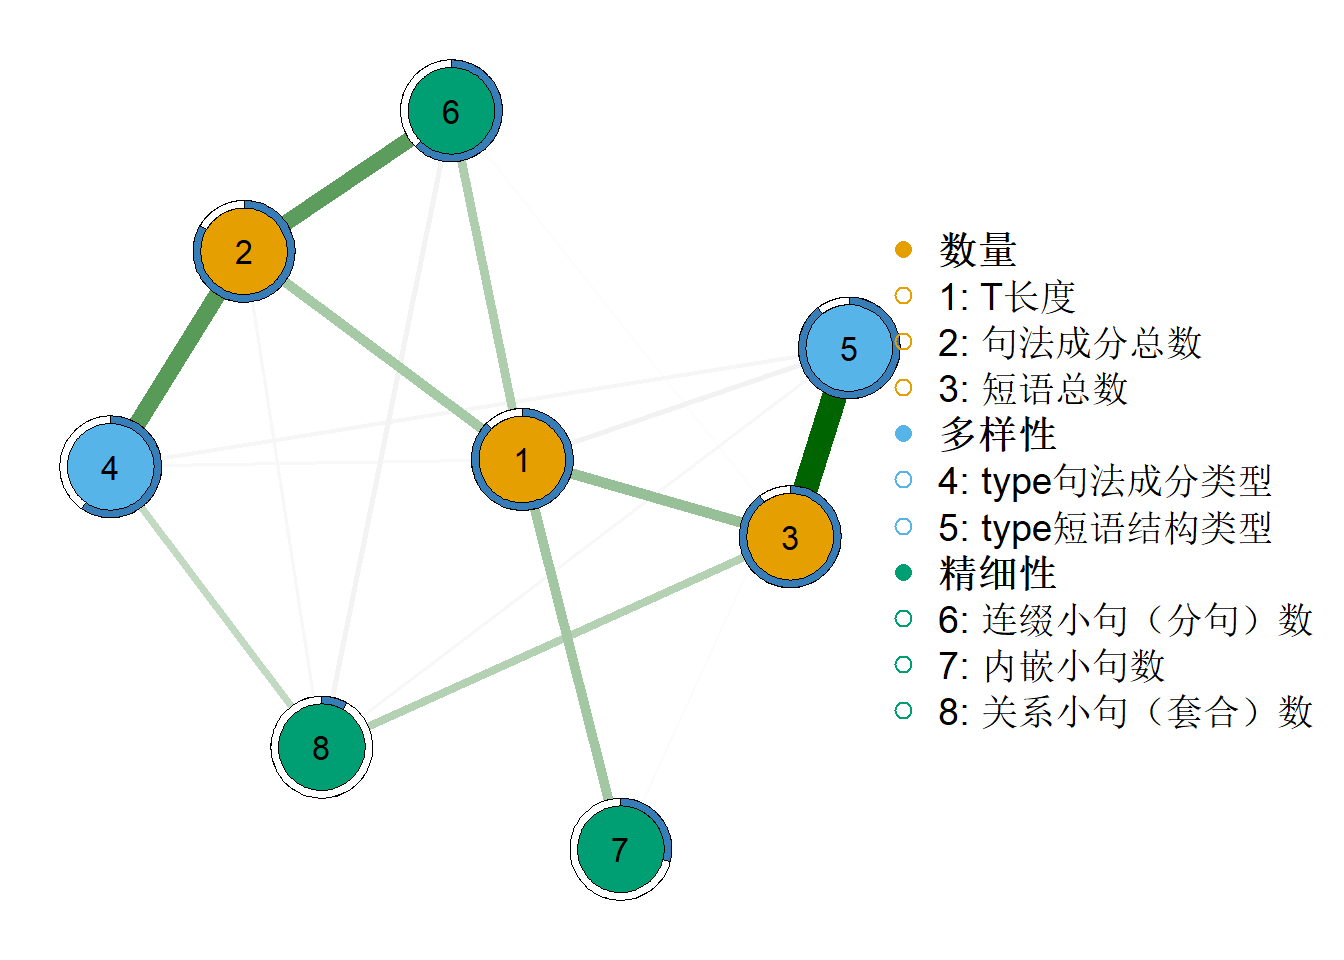 6
2
5
4
1
3
8
7
数量
1: T长度
2: 句法成分总数
3: 短语总数
多样性
4: type句法成分类型
5: type短语结构类型
精细性
6: 连缀小句（分句）数
7: 内嵌小句数
8: 关系小句（套合）数